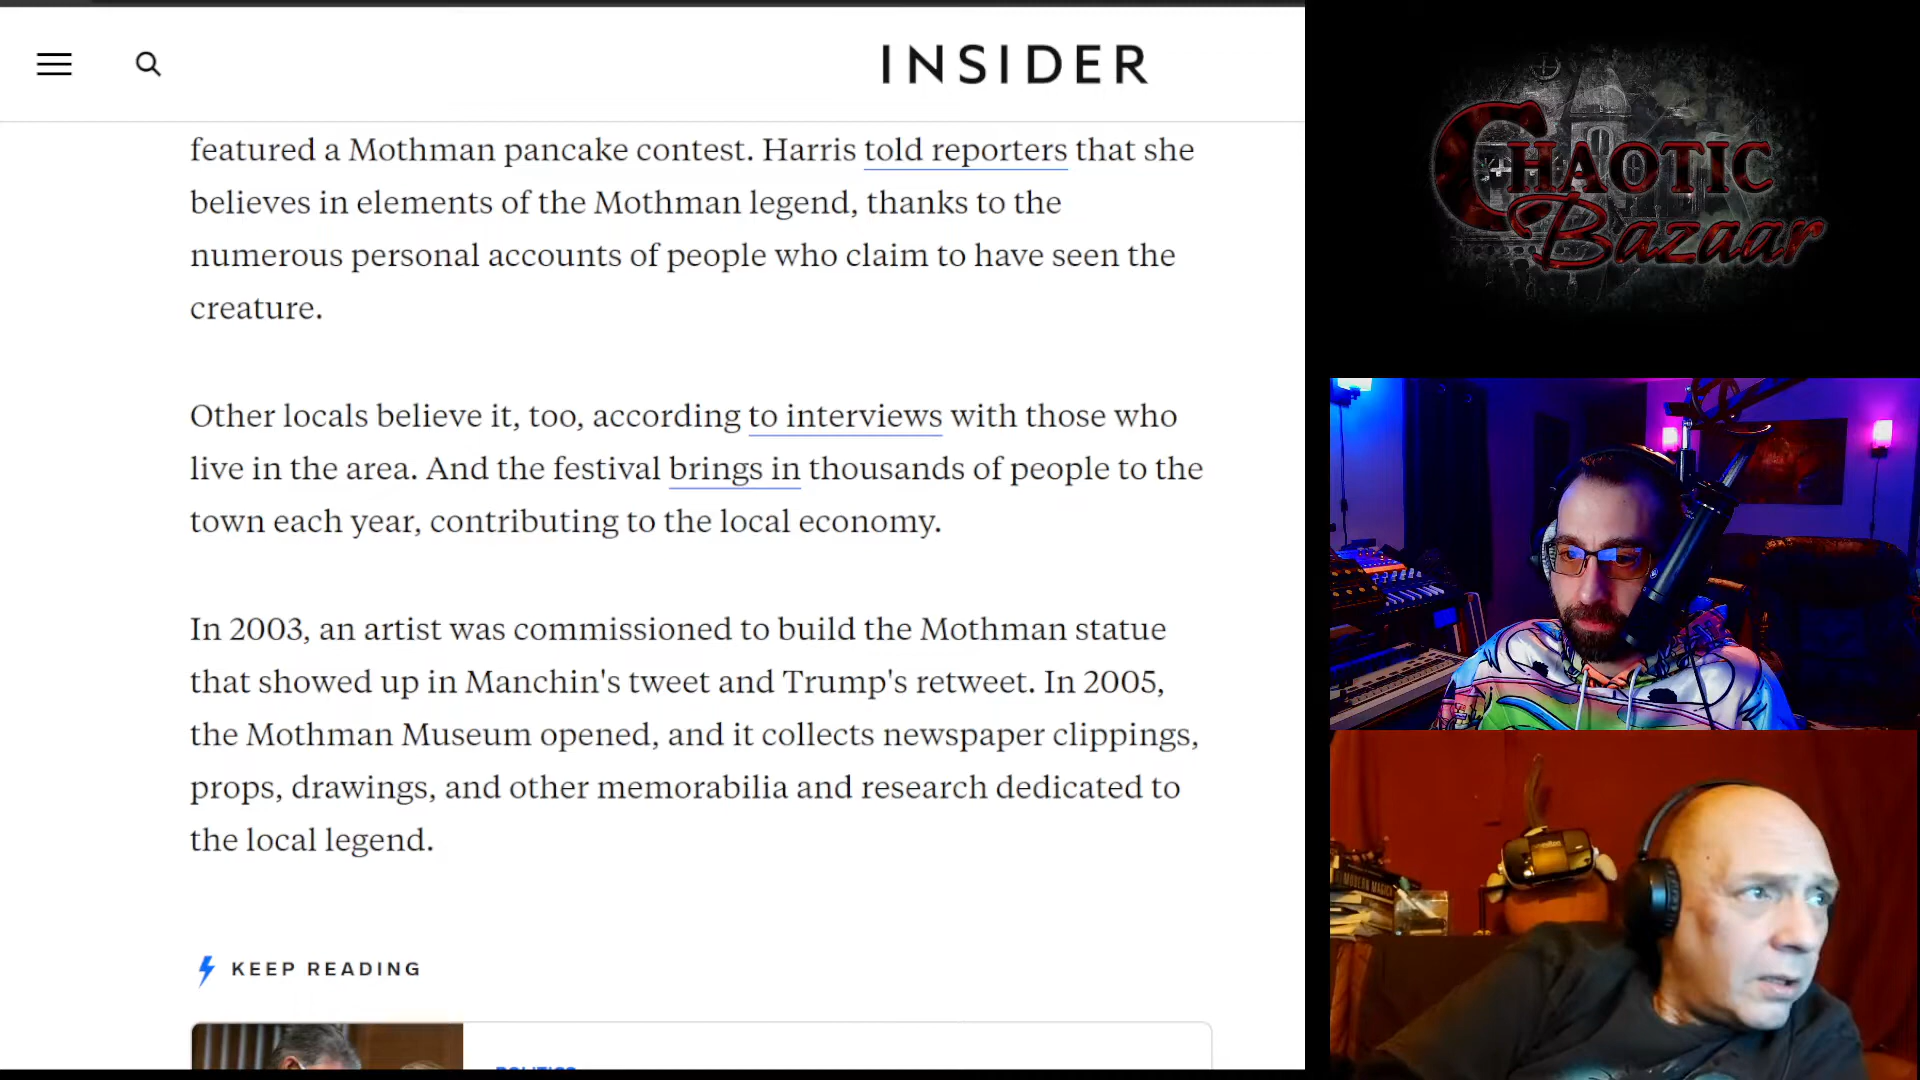 INSIDER
featured a Mothman pancake contest. Harris told reporters that she
believes in elements of the Mothman legend, thanks to the
numerous personal accounts of people who claim to have seen the
creature.
Other locals believe it, too, according to interviews with those who
live in the area. And the festival brings in thousands of people to the
town each year, contributing to the local economy.
In 2003, an artist was commissioned to build the Mothman statue
that showed up in Manchin's tweet and Trump's retweet. In 2005,
the Mothman Museum opened, and it collects newspaper clippings,
props, drawings, and other memorabilia and research dedicated to
the local legend.
KEEP READING
POLITICS
CHAOTIC
Bazaar
MODERN MAGICK